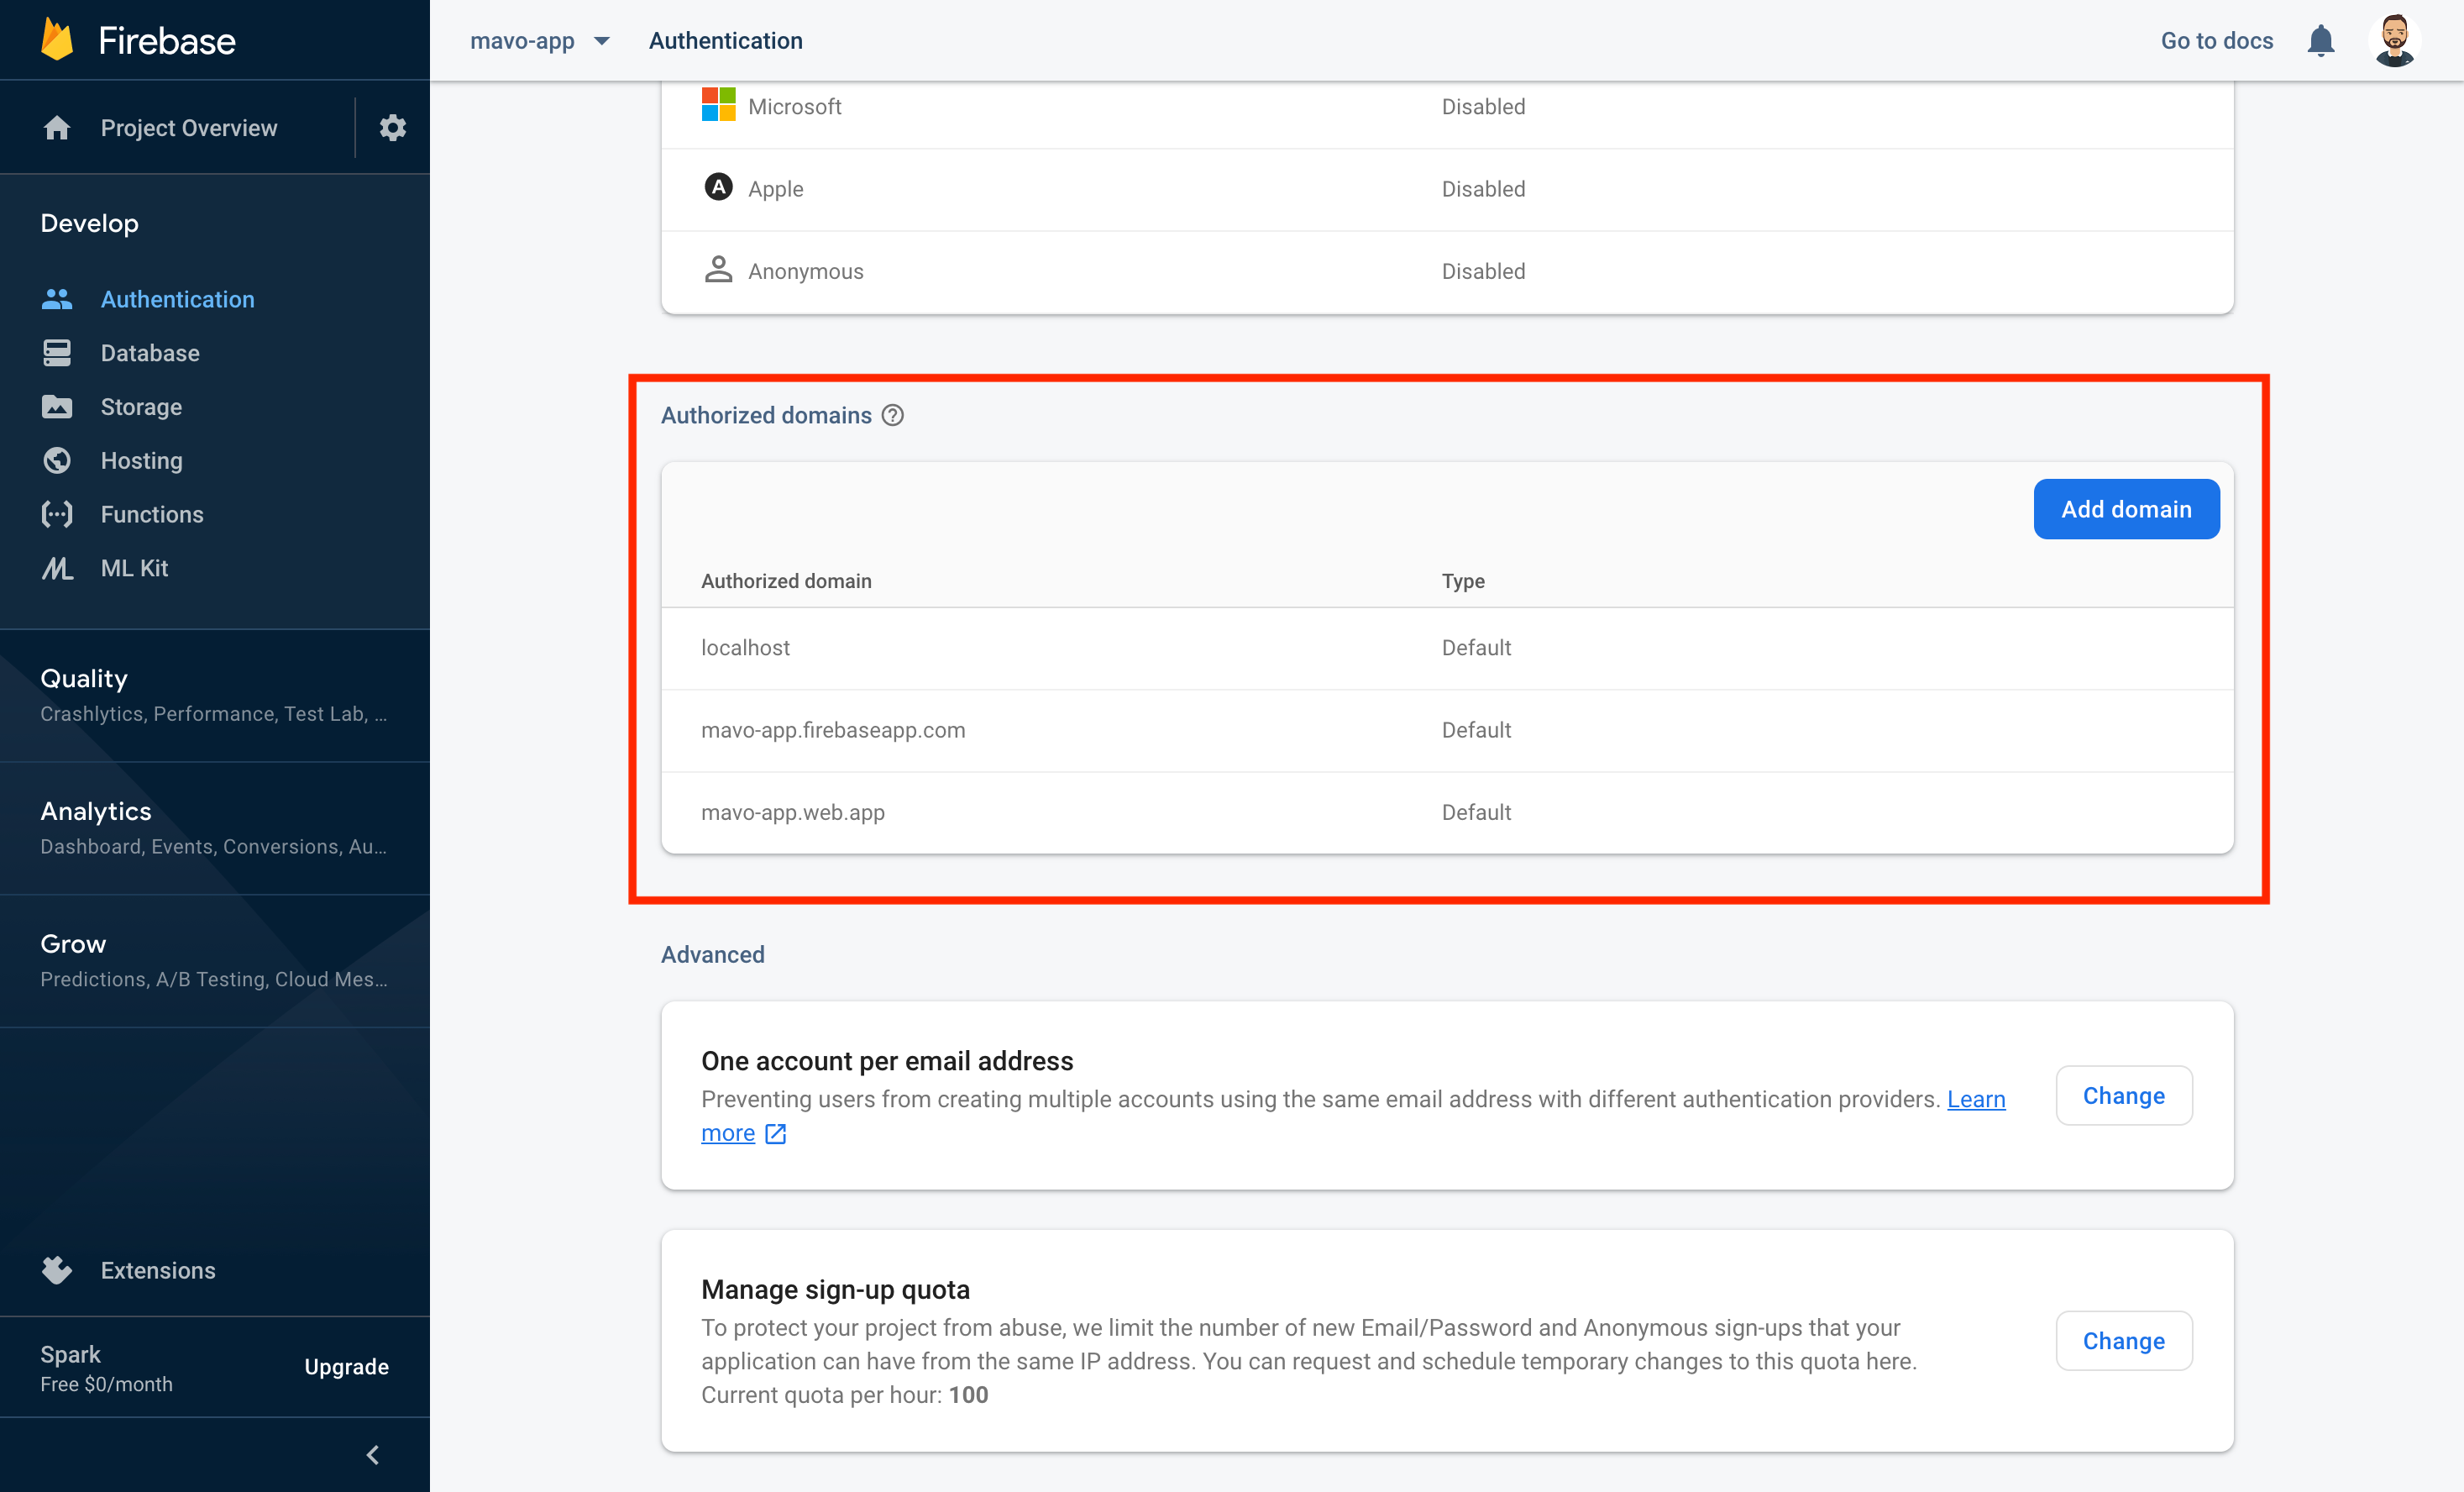 Firebase
Project Overview
Develop
Authentication
Database
Storage
Hosting
Functions
ML Kit
Quality
Crashlytics, Performance, Test Lab, ...
Analytics
Dashboard, Events, Conversions, Au...
Grow
Predictions, A/B Testing, Cloud Mes...
Extensions
Spark
Free $0/month
Upgrade
mavo-app
Authentication
Go to docs
Microsoft Disabled
Apple Disabled
Anonymous Disabled
Authorized domains
Add domain
Authorized domain Type
localhost Default
mavo-app.firebaseapp.com Default
mavo-app.web.app Default
Advanced
One account per email address
Preventing users from creating multiple accounts using the same email address with different authentication providers. Learn
more
Change
Manage sign-up quota
To protect your project from abuse, we limit the number of new Email/Password and Anonymous sign-ups that your
application can have from the same IP address. You can request and schedule temporary changes to this quota here.
Current quota per hour: 100
Change